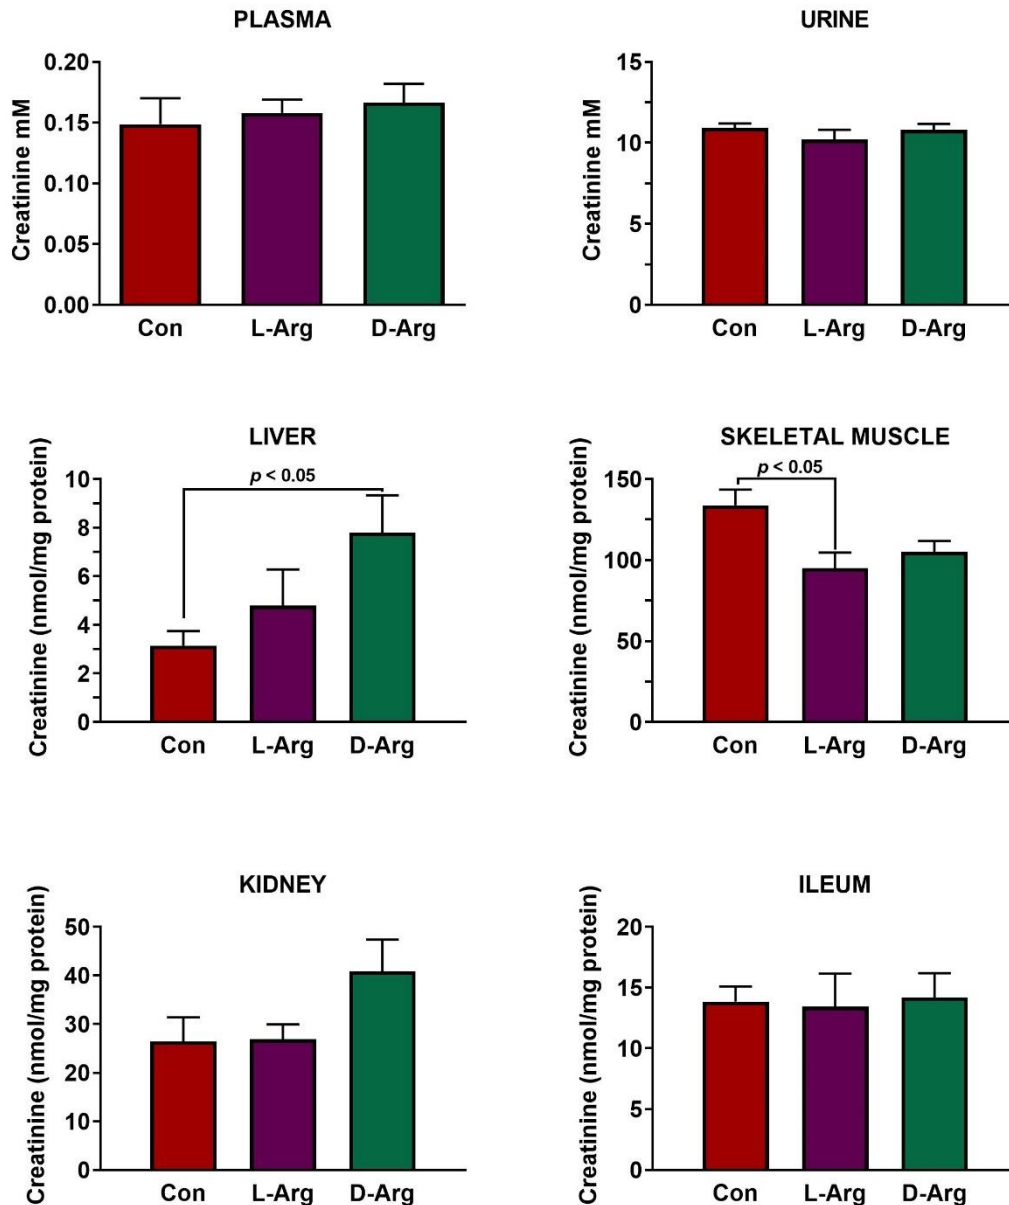 PLASMA
Creatinine mM
0.20
0.15
0.10
0.05
0.00
Con L-Arg D-Arg
URINE
Creatinine mM
15
10
5
0
Con L-Arg D-Arg
LIVER
Creatinine (nmol/mg protein)
p < 0.05
10
8
6
4
2
0
Con L-Arg D-Arg
SKELETAL MUSCLE
Creatinine (nmol/mg protein)
p < 0.05
150
100
50
0
Con L-Arg D-Arg
KIDNEY
Creatinine (nmol/mg protein)
50
40
30
20
10
0
Con L-Arg D-Arg
ILEUM
Creatinine (nmol/mg protein)
20
15
10
5
0
Con L-Arg D-Arg